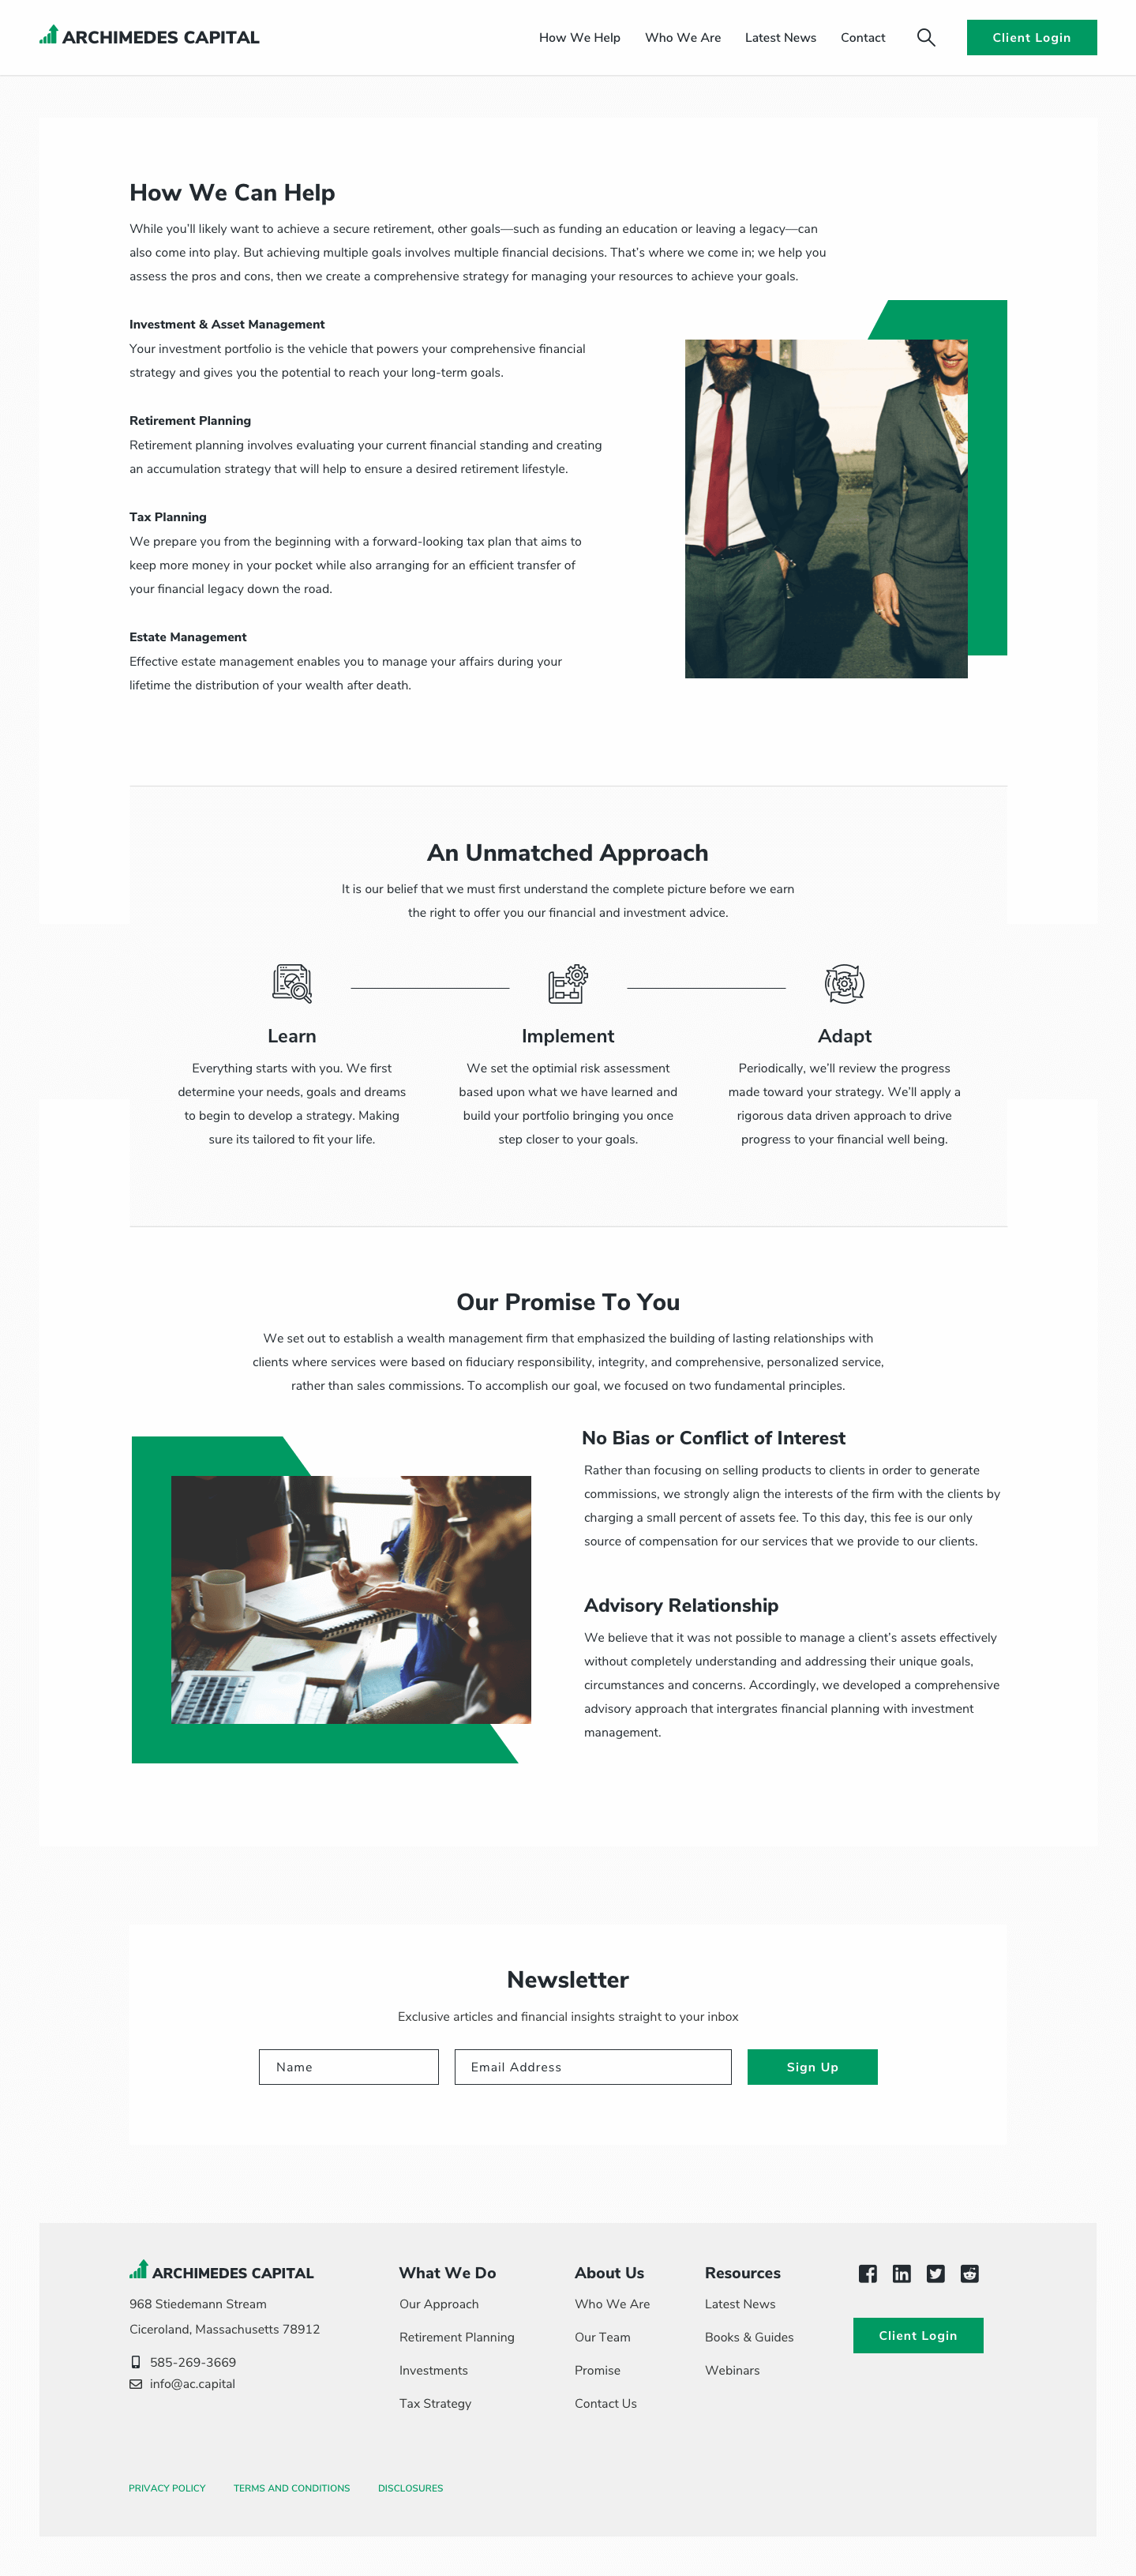 ARCHIMEDES CAPITAL
How We Help
Who We Are
Latest News
Contact
Client Login
How We Can Help
While you’ll likely want to achieve a secure retirement, other goals—such as funding an education or leaving a legacy—can
also come into play. But achieving multiple goals involves multiple financial decisions. That’s where we come in; we help you
assess the pros and cons, then we create a comprehensive strategy for managing your resources to achieve your goals.
Investment & Asset Management
Your investment portfolio is the vehicle that powers your comprehensive financial
strategy and gives you the potential to reach your long-term goals.
Retirement Planning
Retirement planning involves evaluating your current financial standing and creating
an accumulation strategy that will help to ensure a desired retirement lifestyle.
Tax Planning
We prepare you from the beginning with a forward-looking tax plan that aims to
keep more money in your pocket while also arranging for an efficient transfer of
your financial legacy down the road.
Estate Management
Effective estate management enables you to manage your affairs during your
lifetime the distribution of your wealth after death.
An Unmatched Approach
It is our belief that we must first understand the complete picture before we earn
the right to offer you our financial and investment advice.
Learn
Everything starts with you. We first
determine your needs, goals and dreams
to begin to develop a strategy. Making
sure its tailored to fit your life.
Implement
We set the optimial risk assessment
based upon what we have learned and
build your portfolio bringing you once
step closer to your goals.
Adapt
Periodically, we’ll review the progress
made toward your strategy. We’ll apply a
rigorous data driven approach to drive
progress to your financial well being.
Our Promise To You
We set out to establish a wealth management firm that emphasized the building of lasting relationships with
clients where services were based on fiduciary responsibility, integrity, and comprehensive, personalized service,
rather than sales commissions. To accomplish our goal, we focused on two fundamental principles.
No Bias or Conflict of Interest
Rather than focusing on selling products to clients in order to generate
commissions, we strongly align the interests of the firm with the clients by
charging a small percent of assets fee. To this day, this fee is our only
source of compensation for our services that we provide to our clients.
Advisory Relationship
We believe that it was not possible to manage a client’s assets effectively
without completely understanding and addressing their unique goals,
circumstances and concerns. Accordingly, we developed a comprehensive
advisory approach that intergrates financial planning with investment
management.
Newsletter
Exclusive articles and financial insights straight to your inbox
Name
Email Address
Sign Up
ARCHIMEDES CAPITAL
968 Stiedemann Stream
Ciceroland, Massachusetts 78912
585-269-3669
info@ac.capital
What We Do
Our Approach
Retirement Planning
Investments
Tax Strategy
About Us
Who We Are
Our Team
Promise
Contact Us
Resources
Latest News
Books & Guides
Webinars
Client Login
PRIVACY POLICY
TERMS AND CONDITIONS
DISCLOSURES